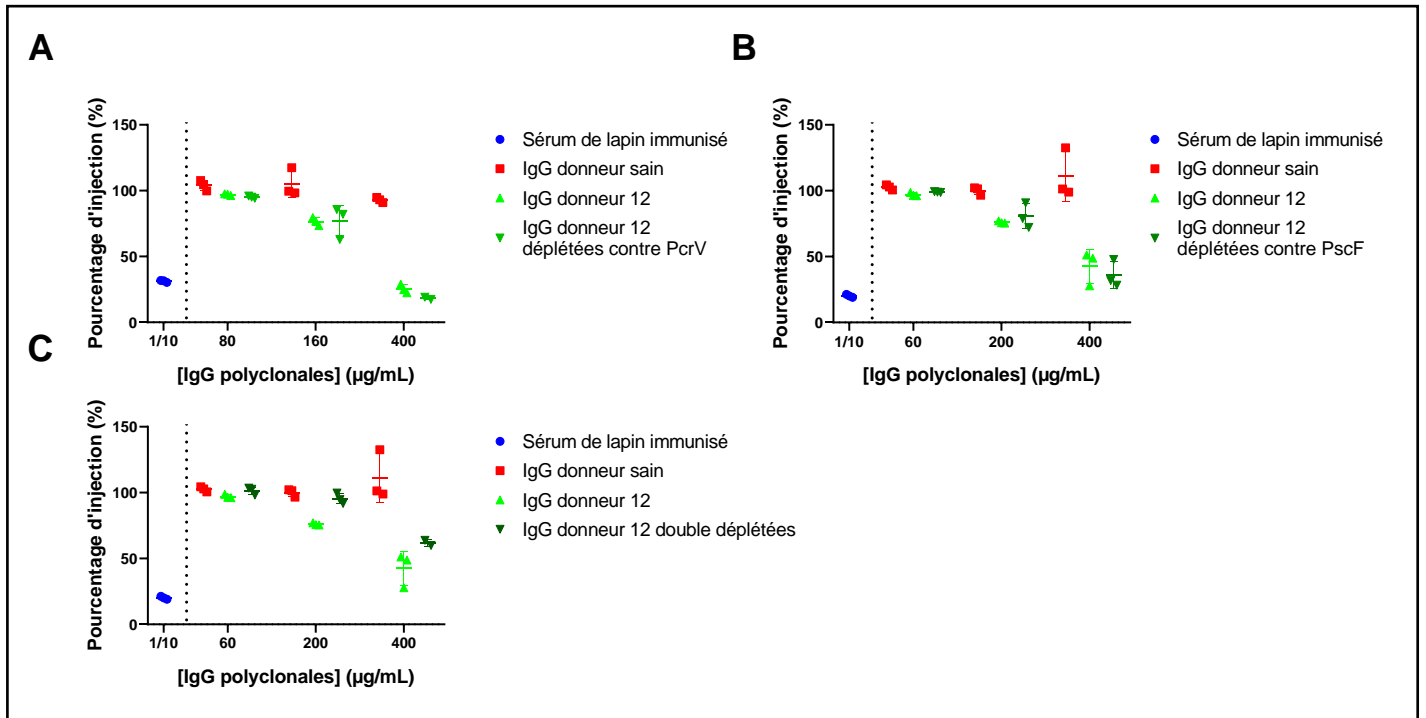 A
Pourcentage d'injection (%)
150
100
50
0
1/10
80
160
400
[IgG polyclonales] (µg/mL)
Sérum de lapin immunisé
IgG donneur sain
IgG donneur 12
IgG donneur 12
déplétées contre PcrV
B
Pourcentage d'injection (%)
150
100
50
0
1/10
60
200
400
[IgG polyclonales] (µg/mL)
Sérum de lapin immunisé
IgG donneur sain
IgG donneur 12
IgG donneur 12
déplétées contre PscF
C
Pourcentage d'injection (%)
150
100
50
0
1/10
60
200
400
[IgG polyclonales] (µg/mL)
Sérum de lapin immunisé
IgG donneur sain
IgG donneur 12
IgG donneur 12 double déplétées